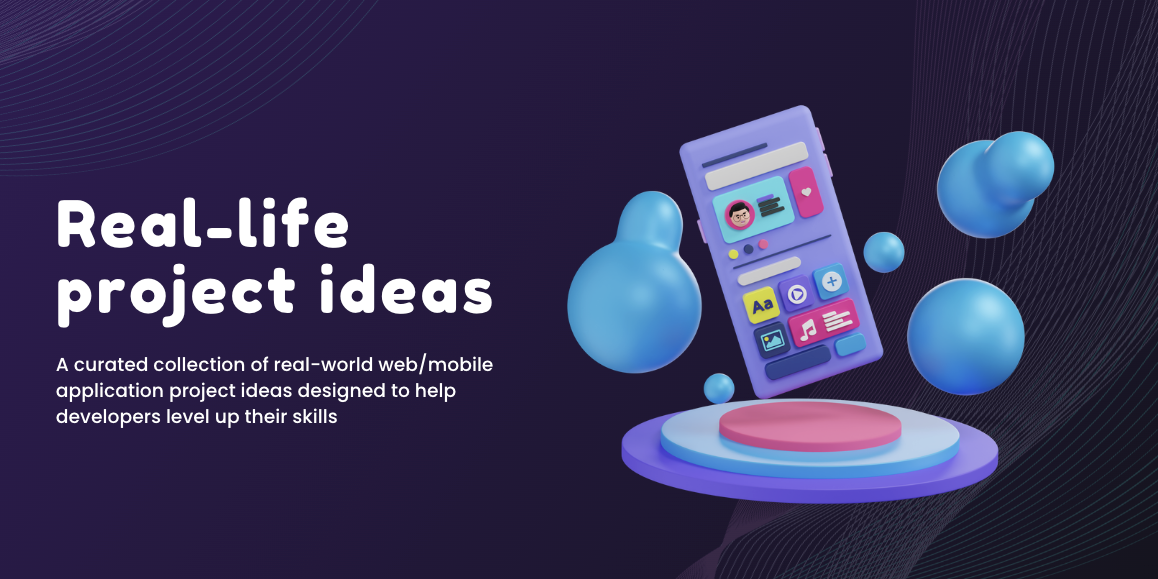 Real-life
project ideas
A curated collection of real-world web/mobile
application project ideas designed to help
developers level up their skills
Aa